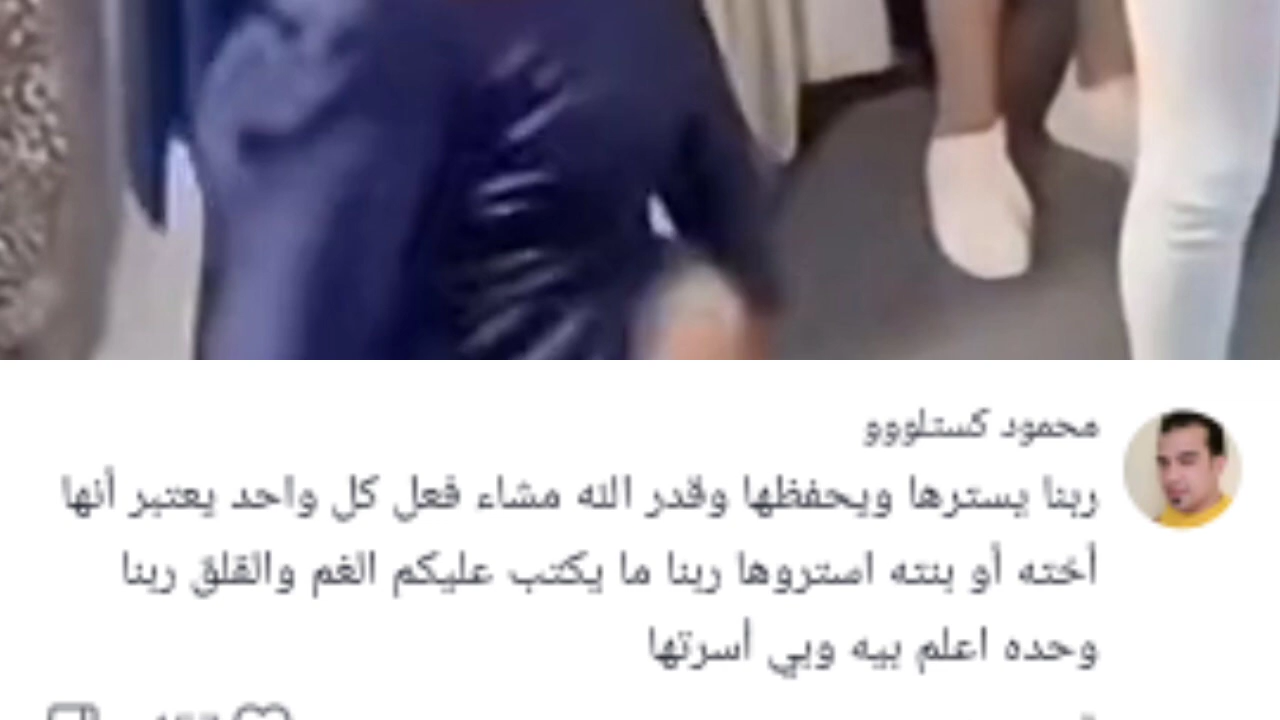 محمود كستلووو
ربنا يسترها ويحفظها وقدر الله مشاء فعل كل واحد يعتبر أنها
أخته أو بنته استروها ربنا ما يكتب عليكم الغم والقلق ربنا
وحده اعلم بيه وبي أسرتها